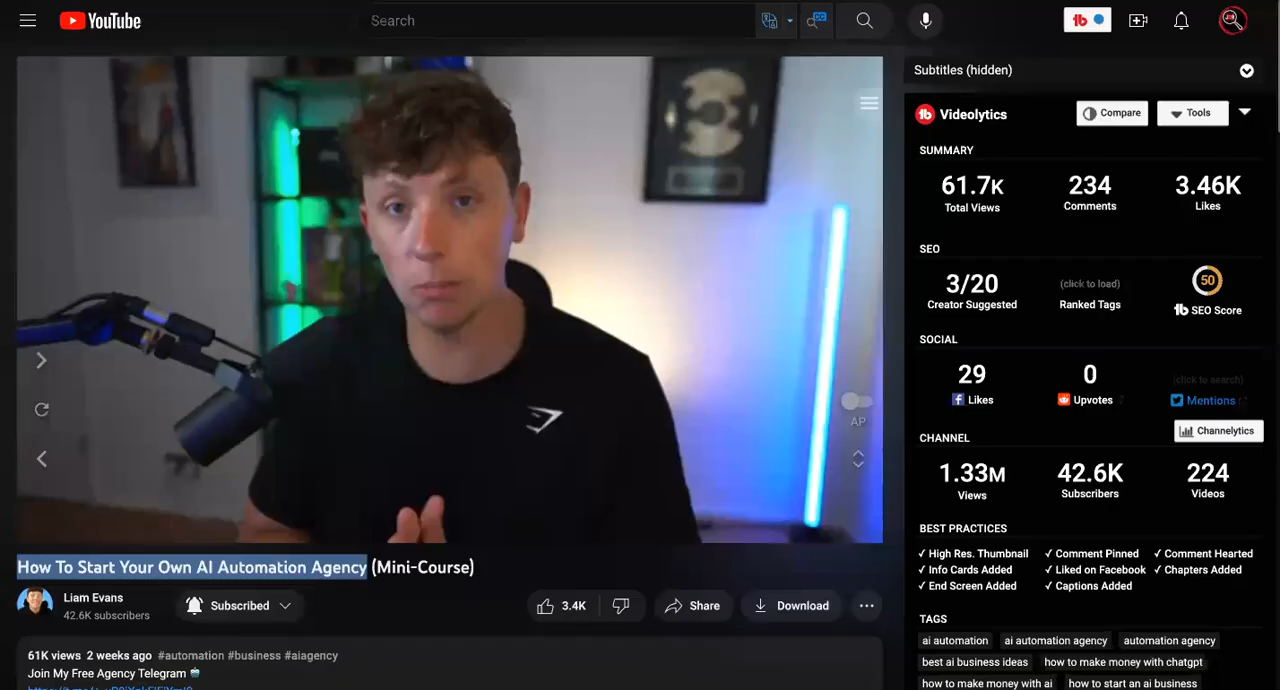 YouTube
Search
Subtitles (hidden)
Videolytics
Compare
Tools
SUMMARY
61.7K
234
3.46K
Total Views
Comments
Likes
SEO
3/20
(click to load)
50
Creator Suggested
Ranked Tags
SEO Score
SOCIAL
29
0
(click to search)
Likes
Upvotes
Mentions
Channelytics
CHANNEL
1.33M
42.6K
224
Views
Subscribers
Videos
BEST PRACTICES
✓ High Res. Thumbnail ✓ Comment Pinned ✓ Comment Hearted
✓ Info Cards Added ✓ Liked on Facebook ✓ Chapters Added
✓ End Screen Added ✓ Captions Added
TAGS
ai automation ai automation agency automation agency
best ai business ideas how to make money with chatgpt
how to make money with ai how to start an ai business
AP
How To Start Your Own AI Automation Agency (Mini-Course)
Liam Evans
42.6K subscribers
Subscribed
3.4K
Share
Download
61K views 2 weeks ago #automation #business #aiagency
Join My Free Agency Telegram